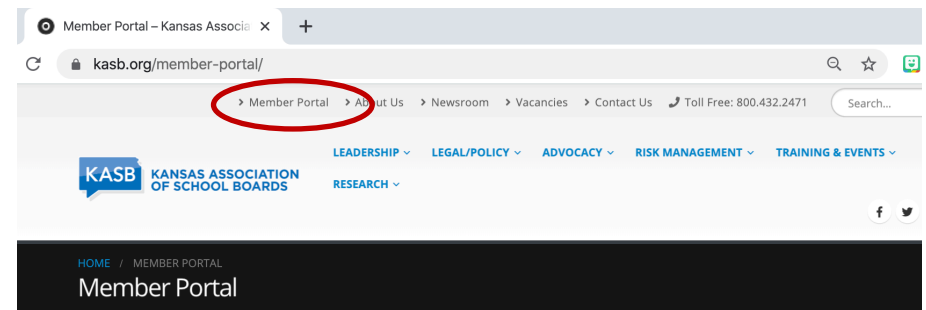 Member Portal – Kansas Associa × +
kasb.org/member-portal/
Member Portal About Us Newsroom Vacancies Contact Us Toll Free: 800.432.2471 Search...
LEADERSHIP LEGAL/POLICY ADVOCACY RISK MANAGEMENT TRAINING & EVENTS
KASB KANSAS ASSOCIATION
OF SCHOOL BOARDS
RESEARCH
HOME / MEMBER PORTAL
Member Portal